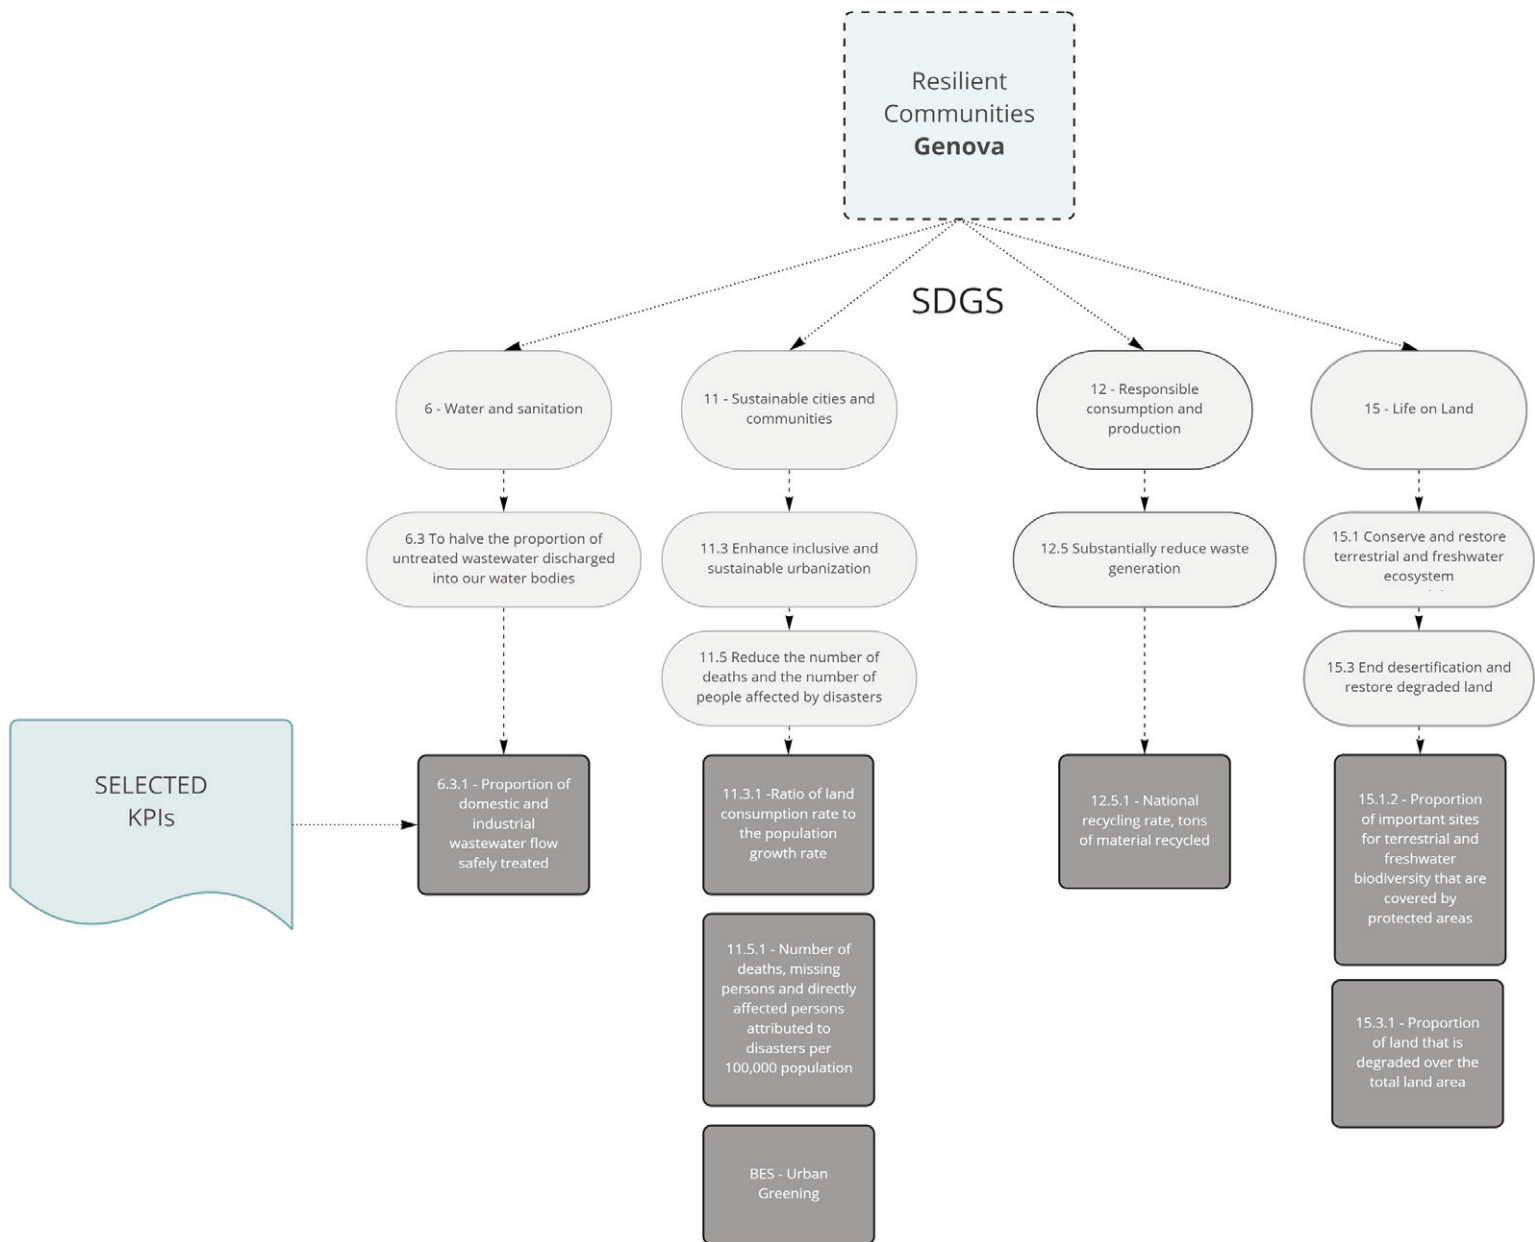 Resilient
Communities
Genova
SDGS
6 - Water and sanitation
11 - Sustainable cities and
communities
12 - Responsible
consumption and
production
15 - Life on Land
6.3 To halve the proportion of
untreated wastewater discharged
into our water bodies
11.3 Enhance inclusive and
sustainable urbanization
12.5 Substantially reduce waste
generation
15.1 Conserve and restore
terrestrial and freshwater
ecosystem
11.5 Reduce the number of
deaths and the number of
people affected by disasters
15.3 End desertification and
restore degraded land
SELECTED
KPIs
6.3.1 - Proportion of
domestic and
industrial
wastewater flow
safely treated
11.3.1 -Ratio of land
consumption rate to
the population
growth rate
12.5.1 - National
recycling rate, tons
of material recycled
15.1.2 - Proportion
of important sites
for terrestrial and
freshwater
biodiversity that are
covered by
protected areas
11.5.1 - Number of
deaths, missing
persons and directly
affected persons
attributed to
disasters per
100,000 population
15.3.1 - Proportion
of land that is
degraded over the
total land area
BES - Urban
Greening